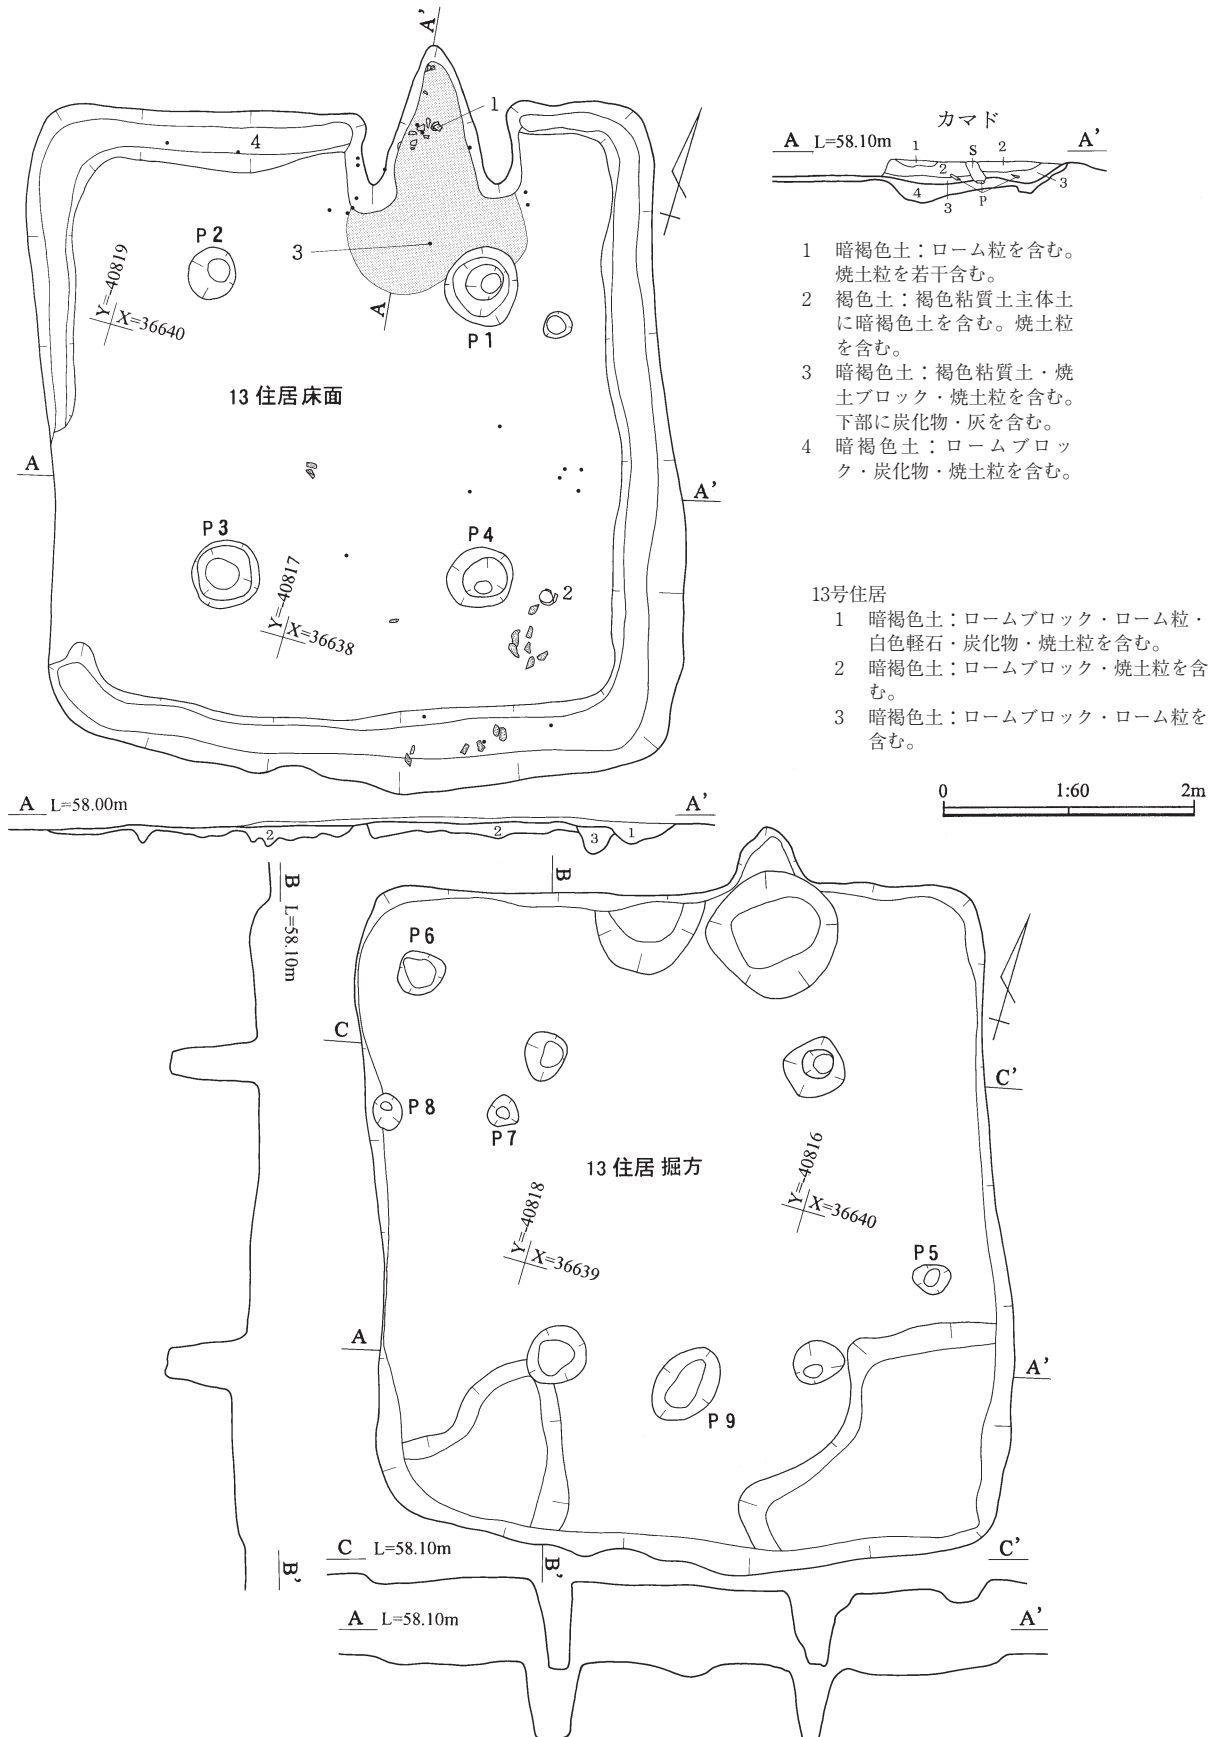 A'
1
4
P2
3
A
P1
Y=-40819
X=36640
13 住居 床面
A
A'
P3
P4
2
Y=-40817
X=36638
カマド
A L=58.10m
A'
1
S
2
2
4
3
3
P
1 暗褐色土：ローム粒を含む。
焼土粒を若干含む。
2 褐色土：褐色粘質土主体土
に暗褐色土を含む。焼土粒
を含む。
3 暗褐色土：褐色粘質土・焼
土ブロック・焼土粒を含む。
下部に炭化物・灰を含む。
4 暗褐色土：ロームブロッ
ク・炭化物・焼土粒を含む。
13号住居
1 暗褐色土：ロームブロック・ローム粒・
白色軽石・炭化物・焼土粒を含む。
2 暗褐色土：ロームブロック・焼土粒を含
む。
3 暗褐色土：ロームブロック・ローム粒を
含む。
0 1:60 2m
A L=58.00m
A'
2
2
3
1
B L=58.10m
B'
B
P6
C
C'
P8
P7
13 住居 掘方
Y=-40816
X=36640
Y=-40818
X=36639
P5
A
A'
P9
B'
C L=58.10m
C'
A L=58.10m
A'